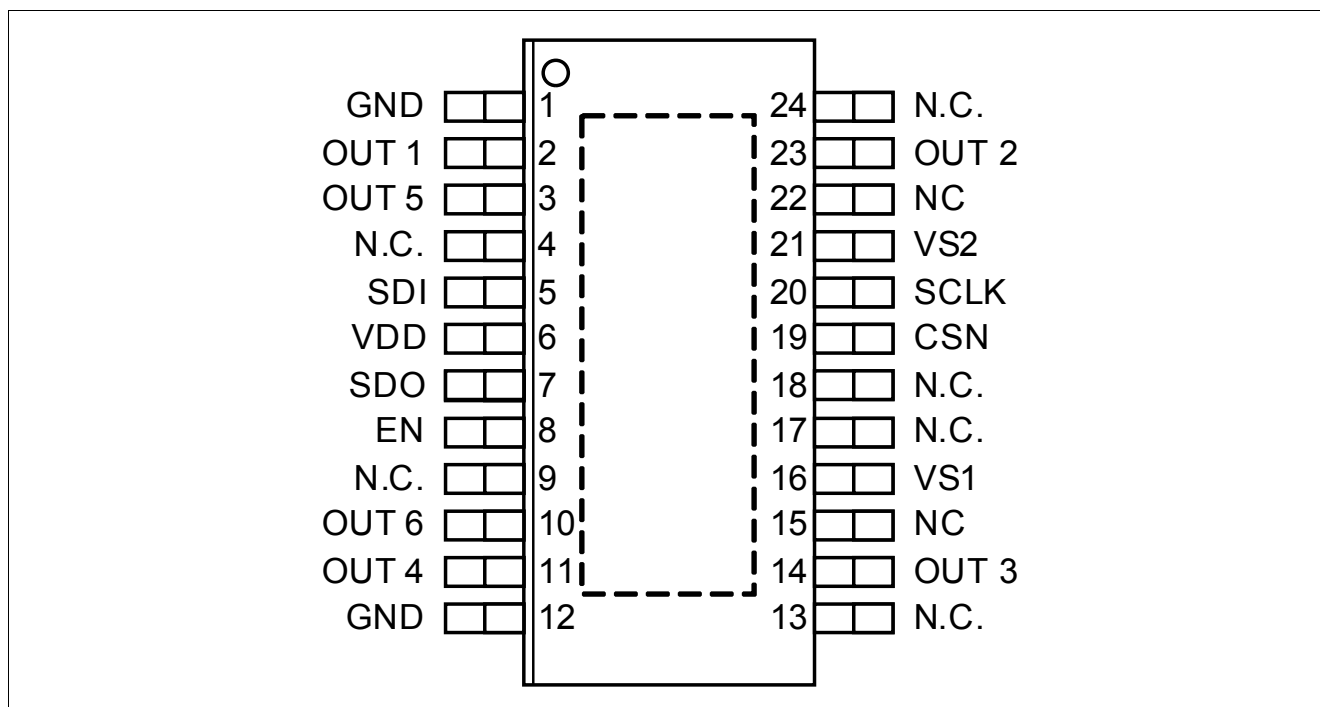 GND 1 24 N.C.
OUT 1 2 23 OUT 2
OUT 5 3 22 NC
N.C. 4 21 VS2
SDI 5 20 SCLK
VDD 6 19 CSN
SDO 7 18 N.C.
EN 8 17 N.C.
N.C. 9 16 VS1
OUT 6 10 15 NC
OUT 4 11 14 OUT 3
GND 12 13 N.C.